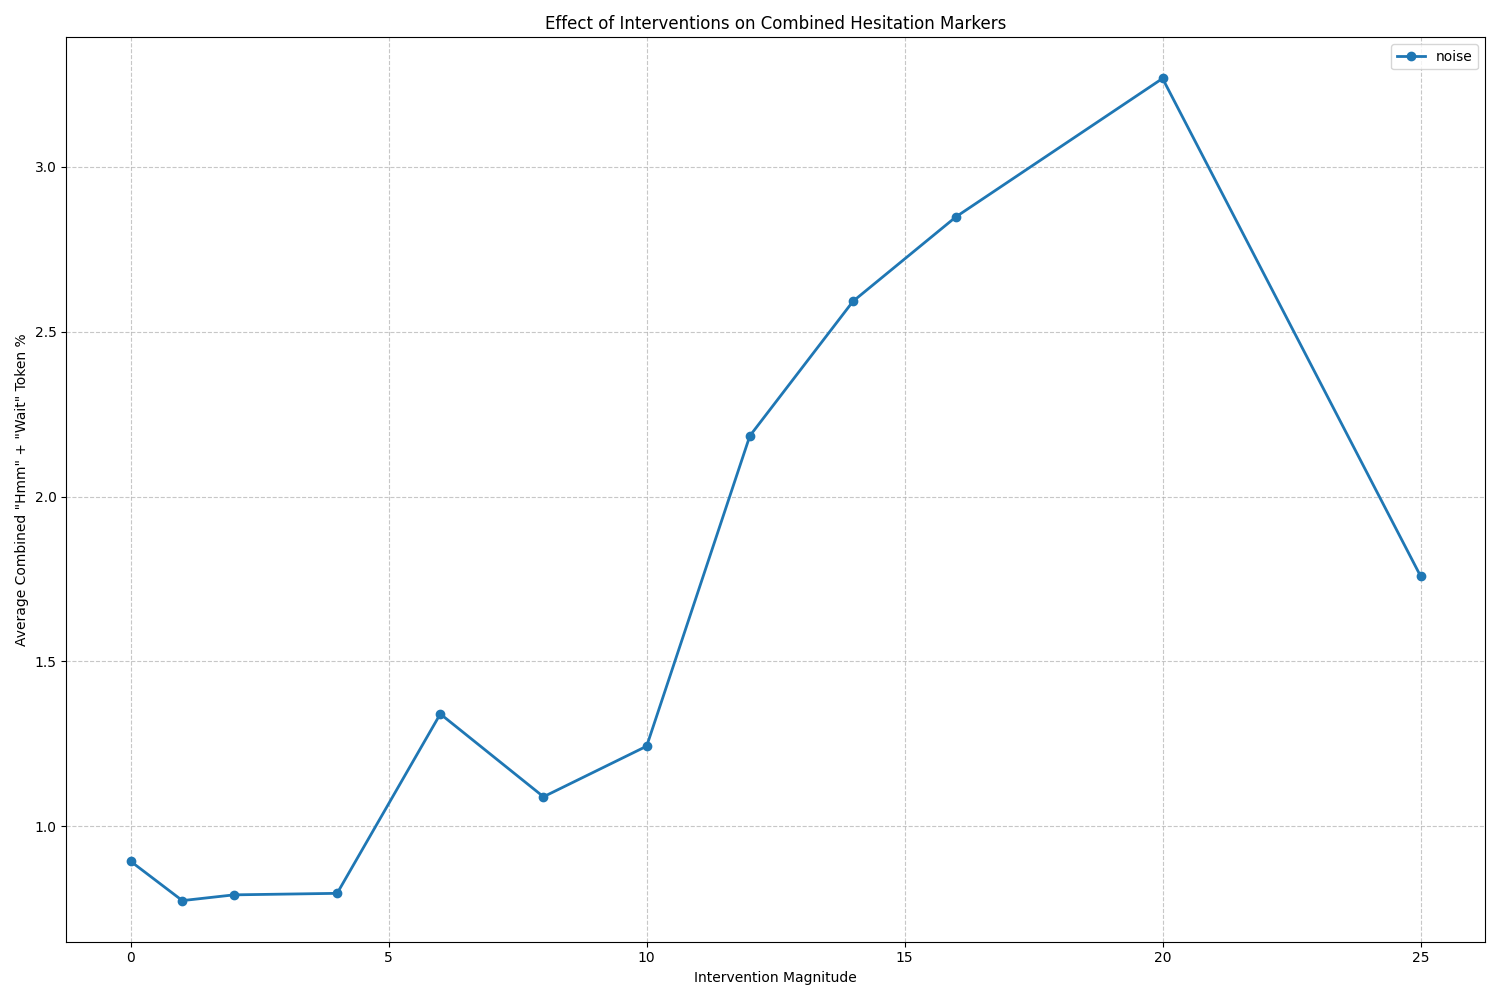 Effect of Interventions on Combined Hesitation Markers
noise
Average Combined "Hmm" + "Wait" Token %
3.0
2.5
2.0
1.5
1.0
0
5
10
15
20
25
Intervention Magnitude